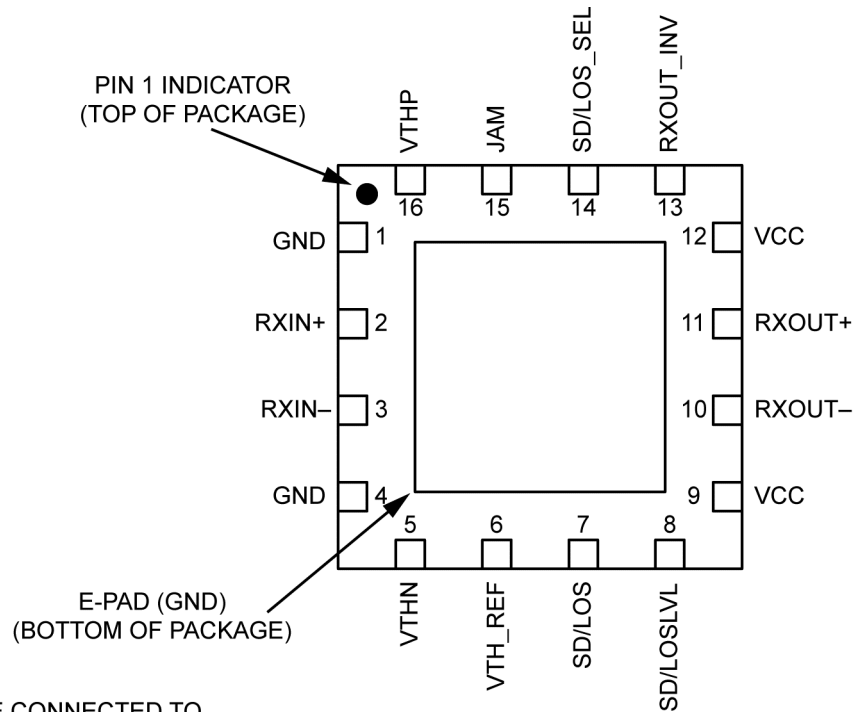 PIN 1 INDICATOR
(TOP OF PACKAGE)
VTHP
JAM
SD/LOS_SEL
RXOUT_INV
16
15
14
13
GND
1
12
VCC
RXIN+
2
11
RXOUT+
RXIN–
3
10
RXOUT–
GND
4
9
VCC
5
6
7
8
VTHN
VTH_REF
SD/LOS
SD/LOSLVL
E-PAD (GND)
(BOTTOM OF PACKAGE)
CONNECTED TO